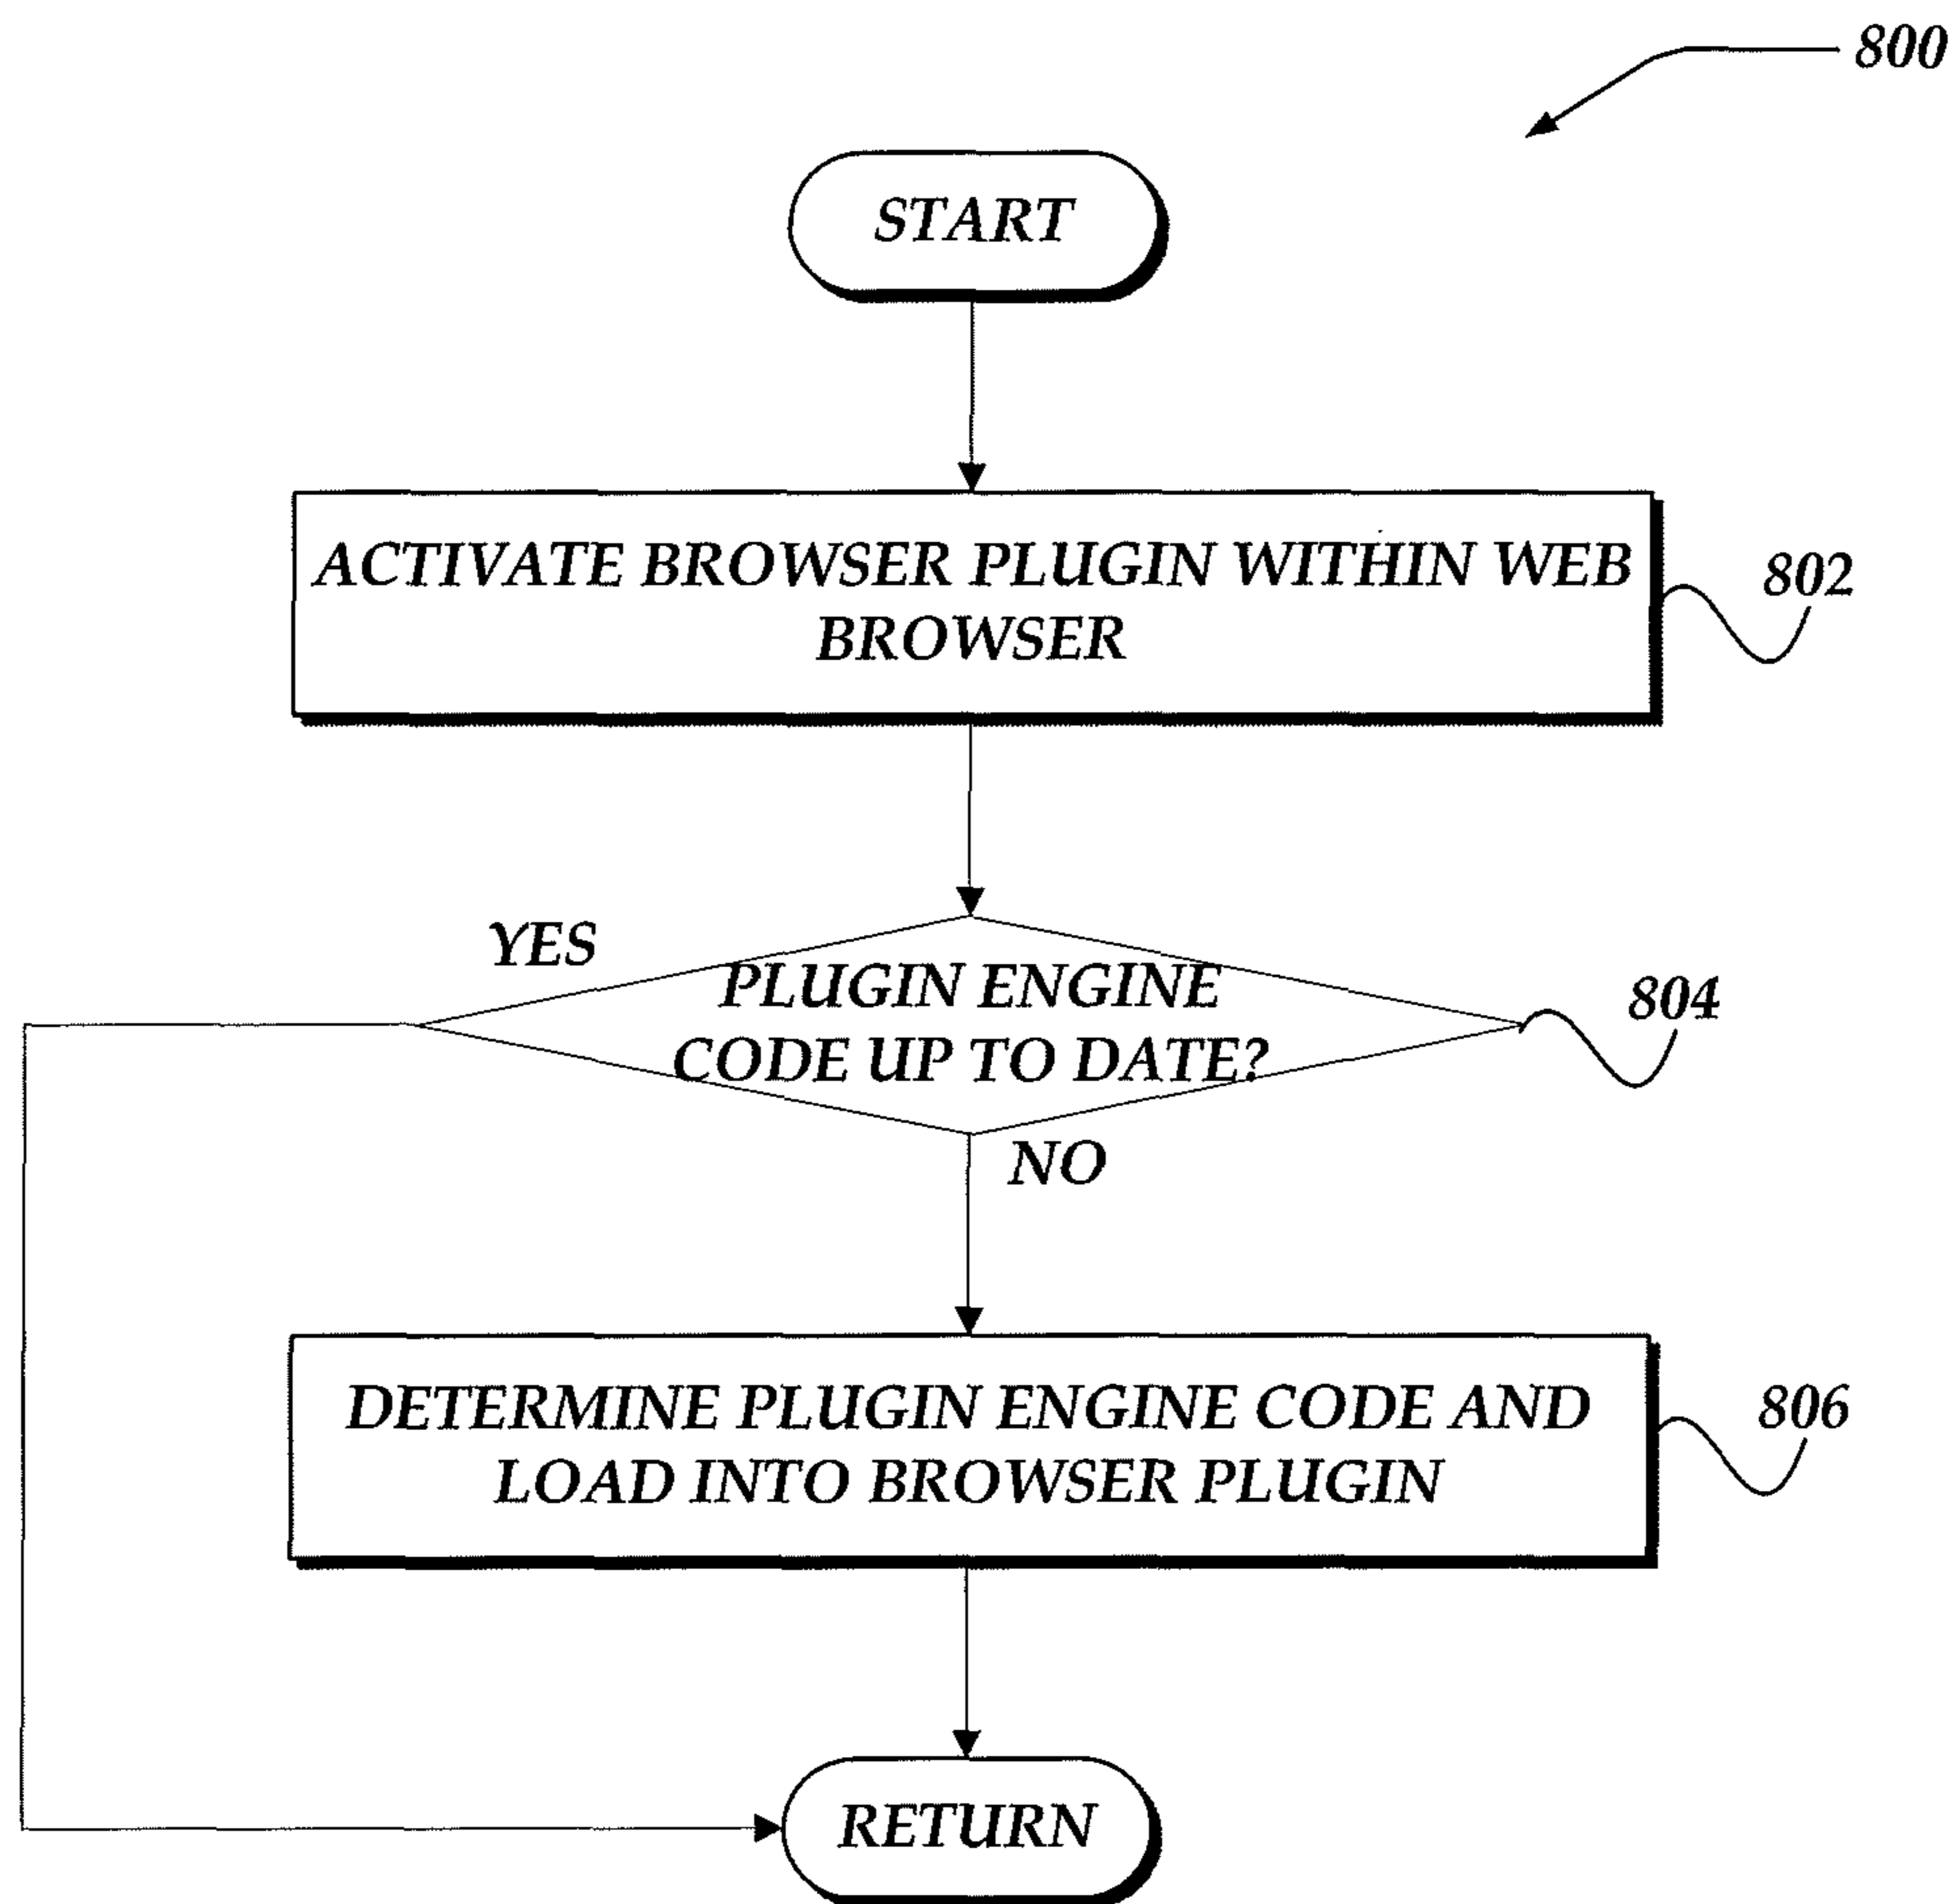 800
START
ACTIVATE BROWSER PLUGIN WITHIN WEB
BROWSER
802
YES
PLUGIN ENGINE
CODE UP TO DATE?
804
NO
DETERMINE PLUGIN ENGINE CODE AND
LOAD INTO BROWSER PLUGIN
806
RETURN